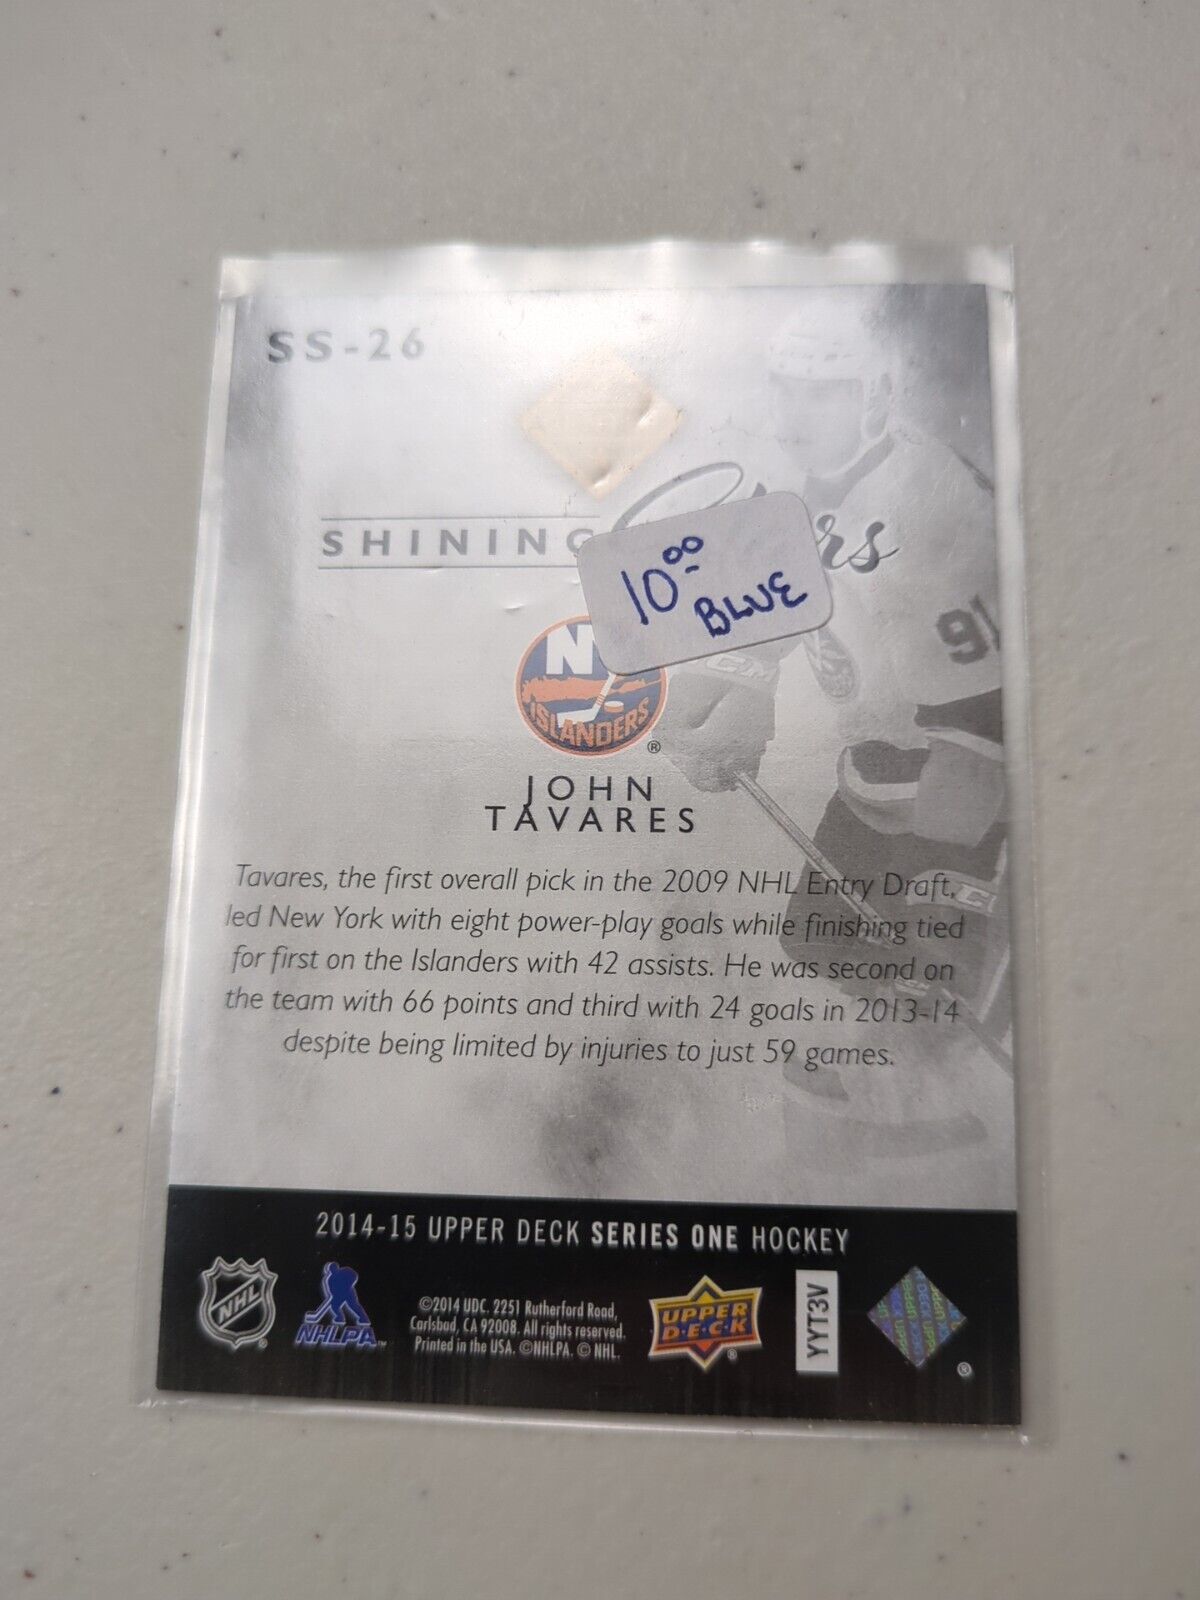 SS-26
SHINING
rs
10.00
BLUE
91
CCM
NY
ISLANDERS
®
JOHN
TAVARES
Tavares, the first overall pick in the 2009 NHL Entry Draft,
led New York with eight power-play goals while finishing tied
for first on the Islanders with 42 assists. He was second on
the team with 66 points and third with 24 goals in 2013-14
despite being limited by injuries to just 59 games.
2014-15 UPPER DECK SERIES ONE HOCKEY
NHL
NHLPA
©2014 UDC. 2251 Rutherford Road,
Carlsbad, CA 92008. All rights reserved.
Printed in the USA. ©NHLPA. © NHL.
UPPER
D·E·C·K
YYT3V
®